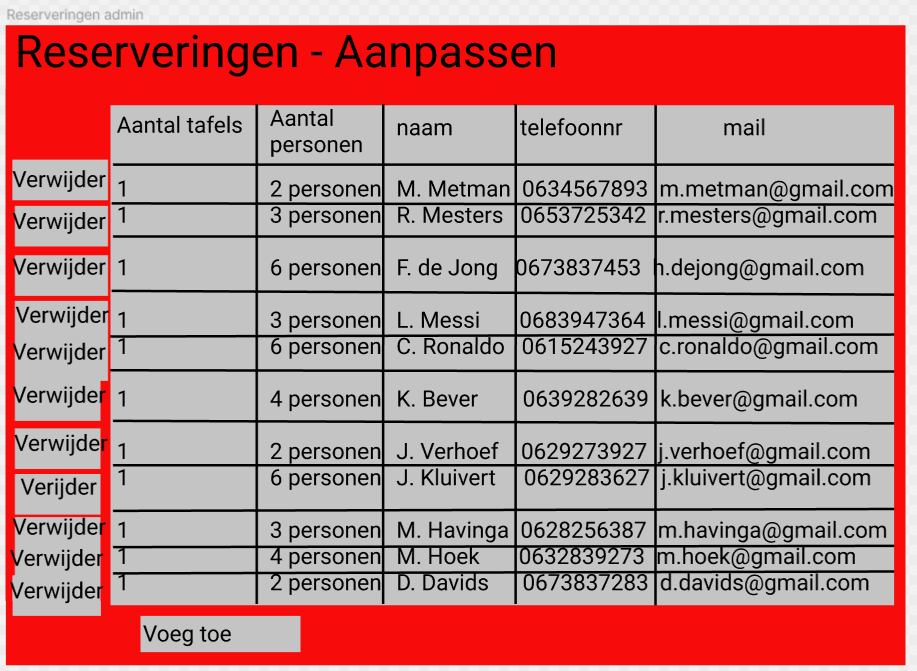 Reserveringen admin
Reserveringen - Aanpassen
Aantal tafels Aantal personen naam telefoonnr mail
Verwijder 1 2 personen M. Metman 0634567893 m.metman@gmail.com
Verwijder 1 3 personen R. Mesters 0653725342 r.mesters@gmail.com
Verwijder 1 6 personen F. de Jong 0673837453 h.dejong@gmail.com
Verwijder 1 3 personen L. Messi 0683947364 l.messi@gmail.com
Verwijder 1 6 personen C. Ronaldo 0615243927 c.ronaldo@gmail.com
Verwijder 1 4 personen K. Bever 0639282639 k.bever@gmail.com
Verwijder 1 2 personen J. Verhoef 0629273927 j.verhoef@gmail.com
Verijder 1 6 personen J. Kluivert 0629283627 j.kluivert@gmail.com
Verwijder 1 3 personen M. Havinga 0628256387 m.havinga@gmail.com
Verwijder 1 4 personen M. Hoek 0632839273 m.hoek@gmail.com
Verwijder 1 2 personen D. Davids 0673837283 d.davids@gmail.com
Voeg toe